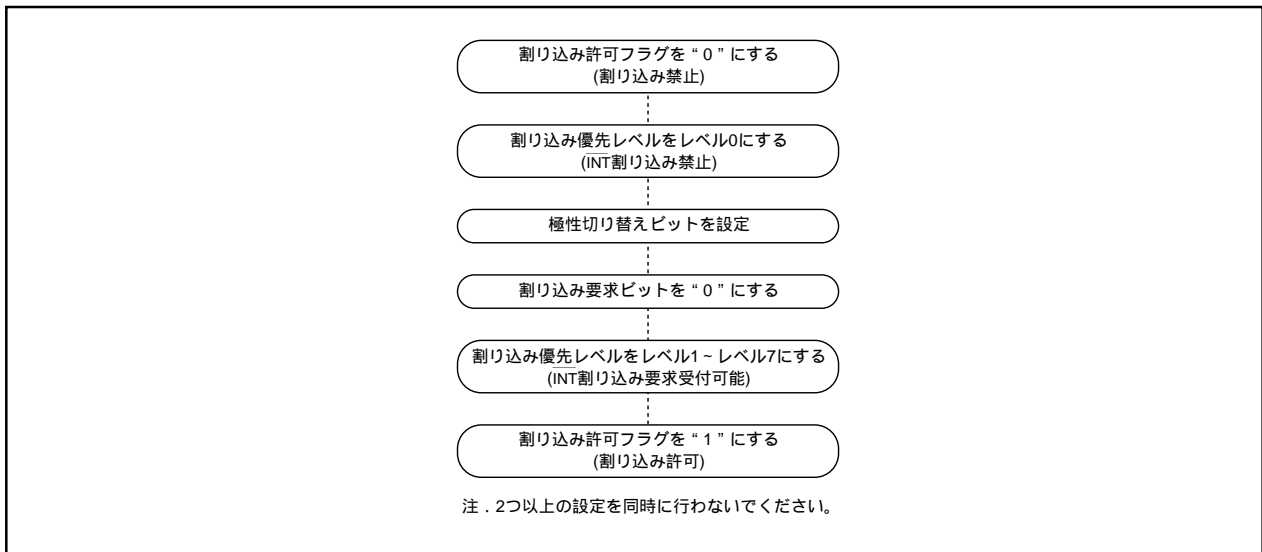 割り込み許可フラグを“0”にする
(割り込み禁止)
割り込み優先レベルをレベル0にする
(INT割り込み禁止)
極性切り替えビットを設定
割り込み要求ビットを“0”にする
割り込み優先レベルをレベル1~レベル7にする
(INT割り込み要求受付可能)
割り込み許可フラグを“1”にする
(割り込み許可)
注.2つ以上の設定を同時に行わないでください。